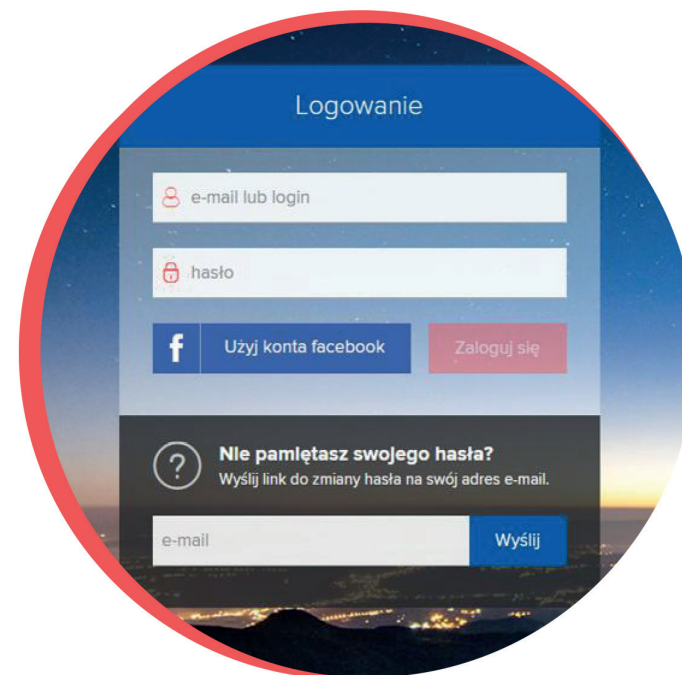 Logowanie
e-mail lub login
hasło
f Użyj konta facebook Zaloguj się
? NIe pamIętasz swojego hasła?
Wyślij link do zmiany hasła na swój adres e-mail.
e-mail Wyślij